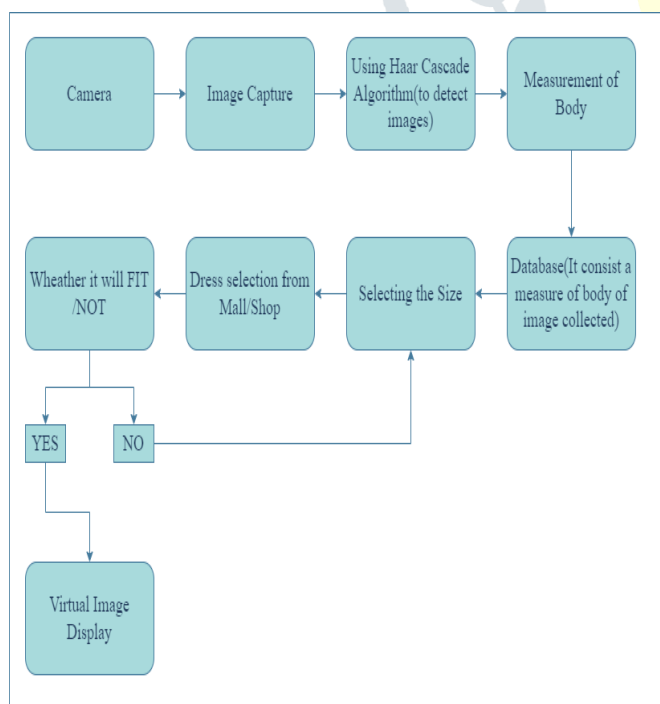 Camera
Image Capture
Using Haar Cascade
Algorithm(to detect
images)
Measurement of
Body
Wheather it will FIT
/NOT
Dress selection from
Mall/Shop
Selecting the Size
Database(It consist a
measure of body of
image collected)
YES
NO
Virtual Image
Display